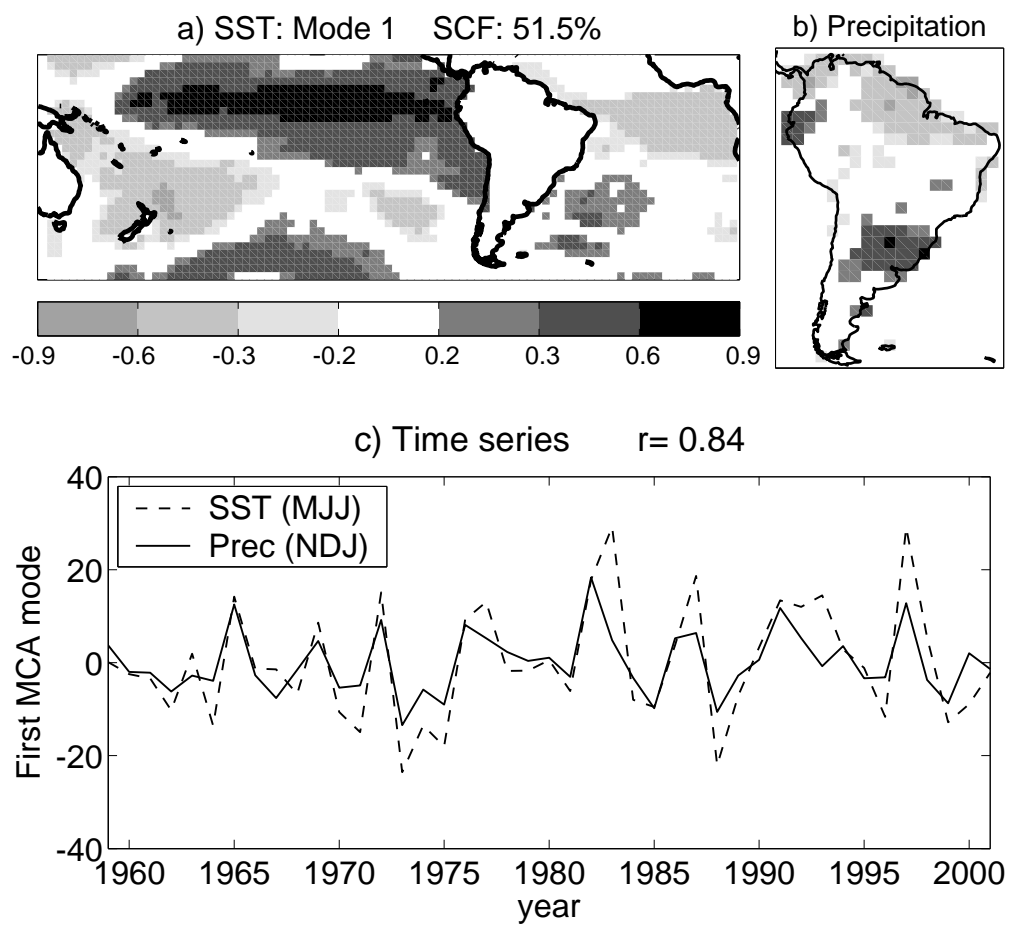 a) SST: Mode 1 SCF: 51.5%
b) Precipitation
-0.9 -0.6 -0.3 -0.2 0.2 0.3 0.6 0.9
c) Time series r= 0.84
SST (MJJ)
Prec (NDJ)
First MCA mode
40
20
0
-20
-40
1960 1965 1970 1975 1980 1985 1990 1995 2000
year